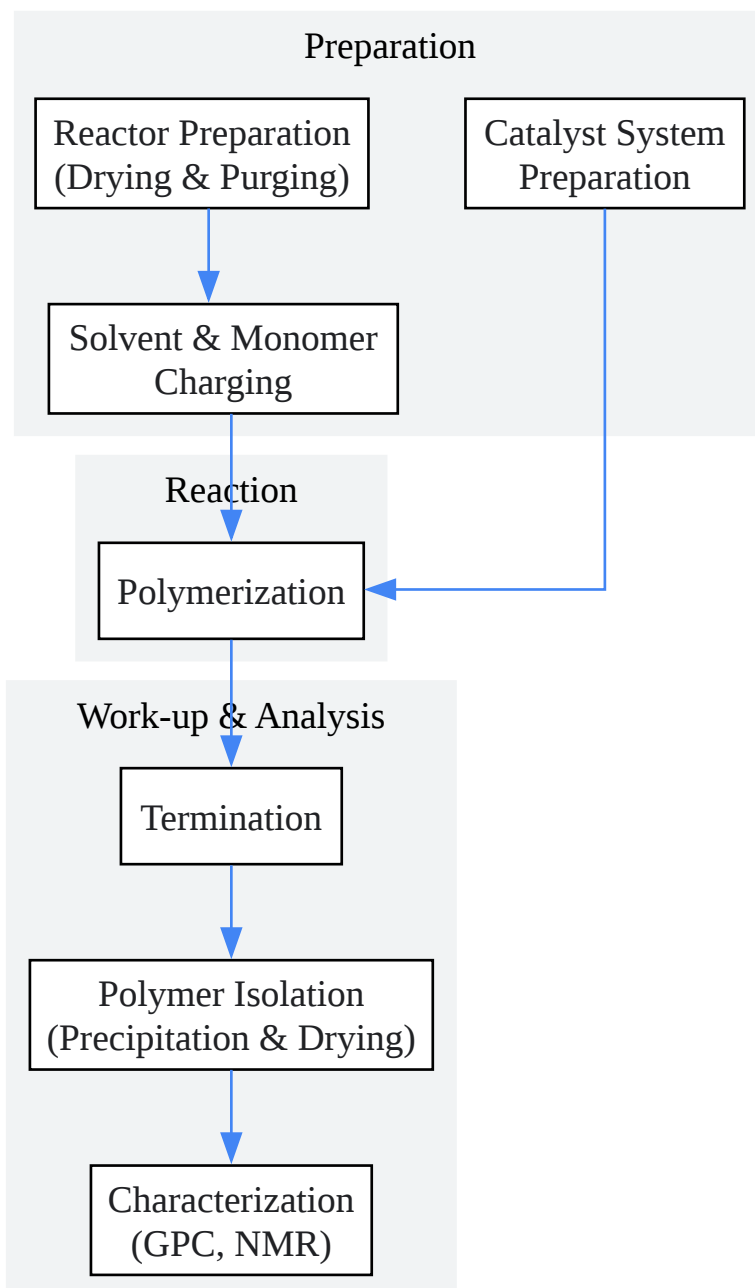 Preparation
Reactor Preparation
(Drying & Purging)
Catalyst System
Preparation
Solvent & Monomer
Charging
Reaction
Polymerization
Work-up & Analysis
Termination
Polymer Isolation
(Precipitation & Drying)
Characterization
(GPC, NMR)